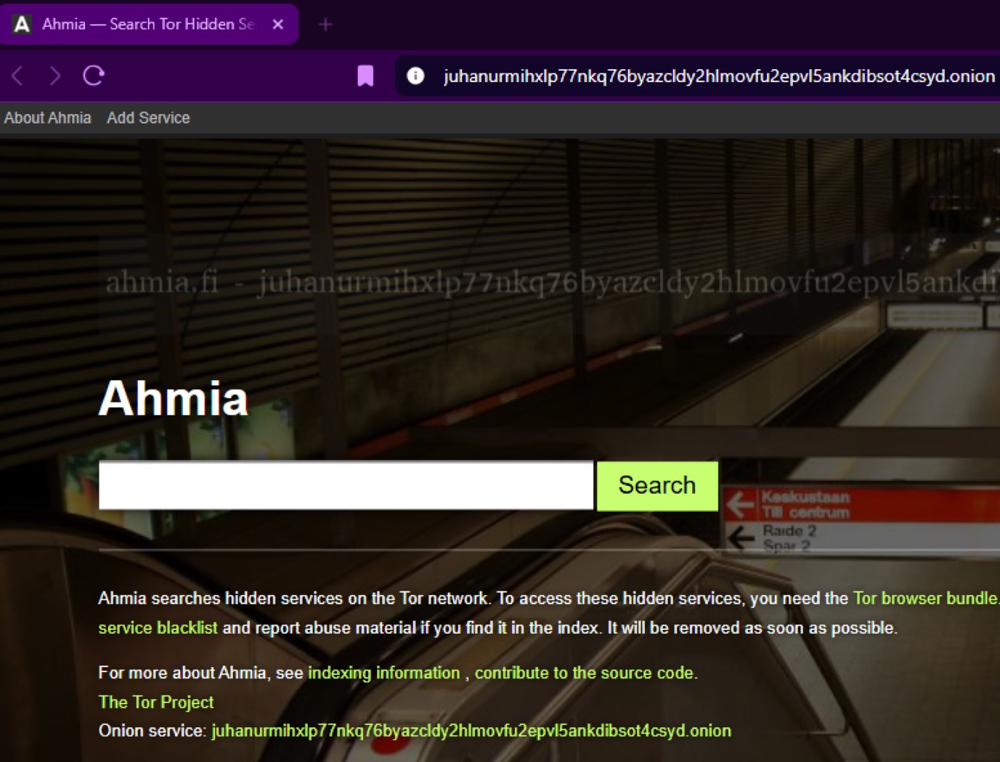 Ahmia — Search Tor Hidden Se
juhanurmihxlp77nkq76byazcldy2hlmovfu2epvl5ankdibsot4csyd.onion
About Ahmia Add Service
ahmia.fi - juhanurmihxlp77nkq76byazcldy2hlmovfu2epvl5ankdi
Ahmia
Search
Keskustaan
Till centrum
Raide 2
Spår 2
Ahmia searches hidden services on the Tor network. To access these hidden services, you need the Tor browser bundle.
service blacklist and report abuse material if you find it in the index. It will be removed as soon as possible.
For more about Ahmia, see indexing information , contribute to the source code.
The Tor Project
Onion service: juhanurmihxlp77nkq76byazcldy2hlmovfu2epvl5ankdibsot4csyd.onion